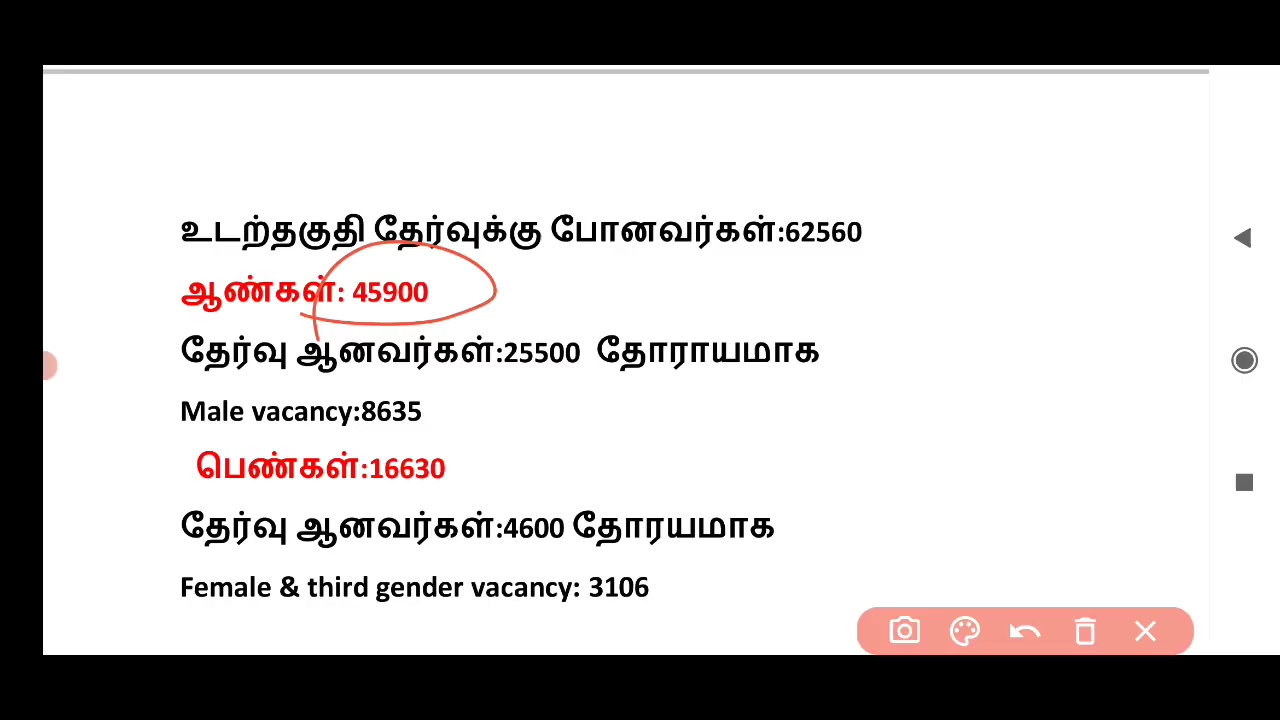 உடற்தகுதி தேர்வுக்கு போனவர்கள்:62560
ஆண்கள்: 45900
தேர்வு ஆனவர்கள்:25500 தோராயமாக
Male vacancy:8635
பெண்கள்:16630
தேர்வு ஆனவர்கள்:4600 தோரயமாக
Female & third gender vacancy: 3106